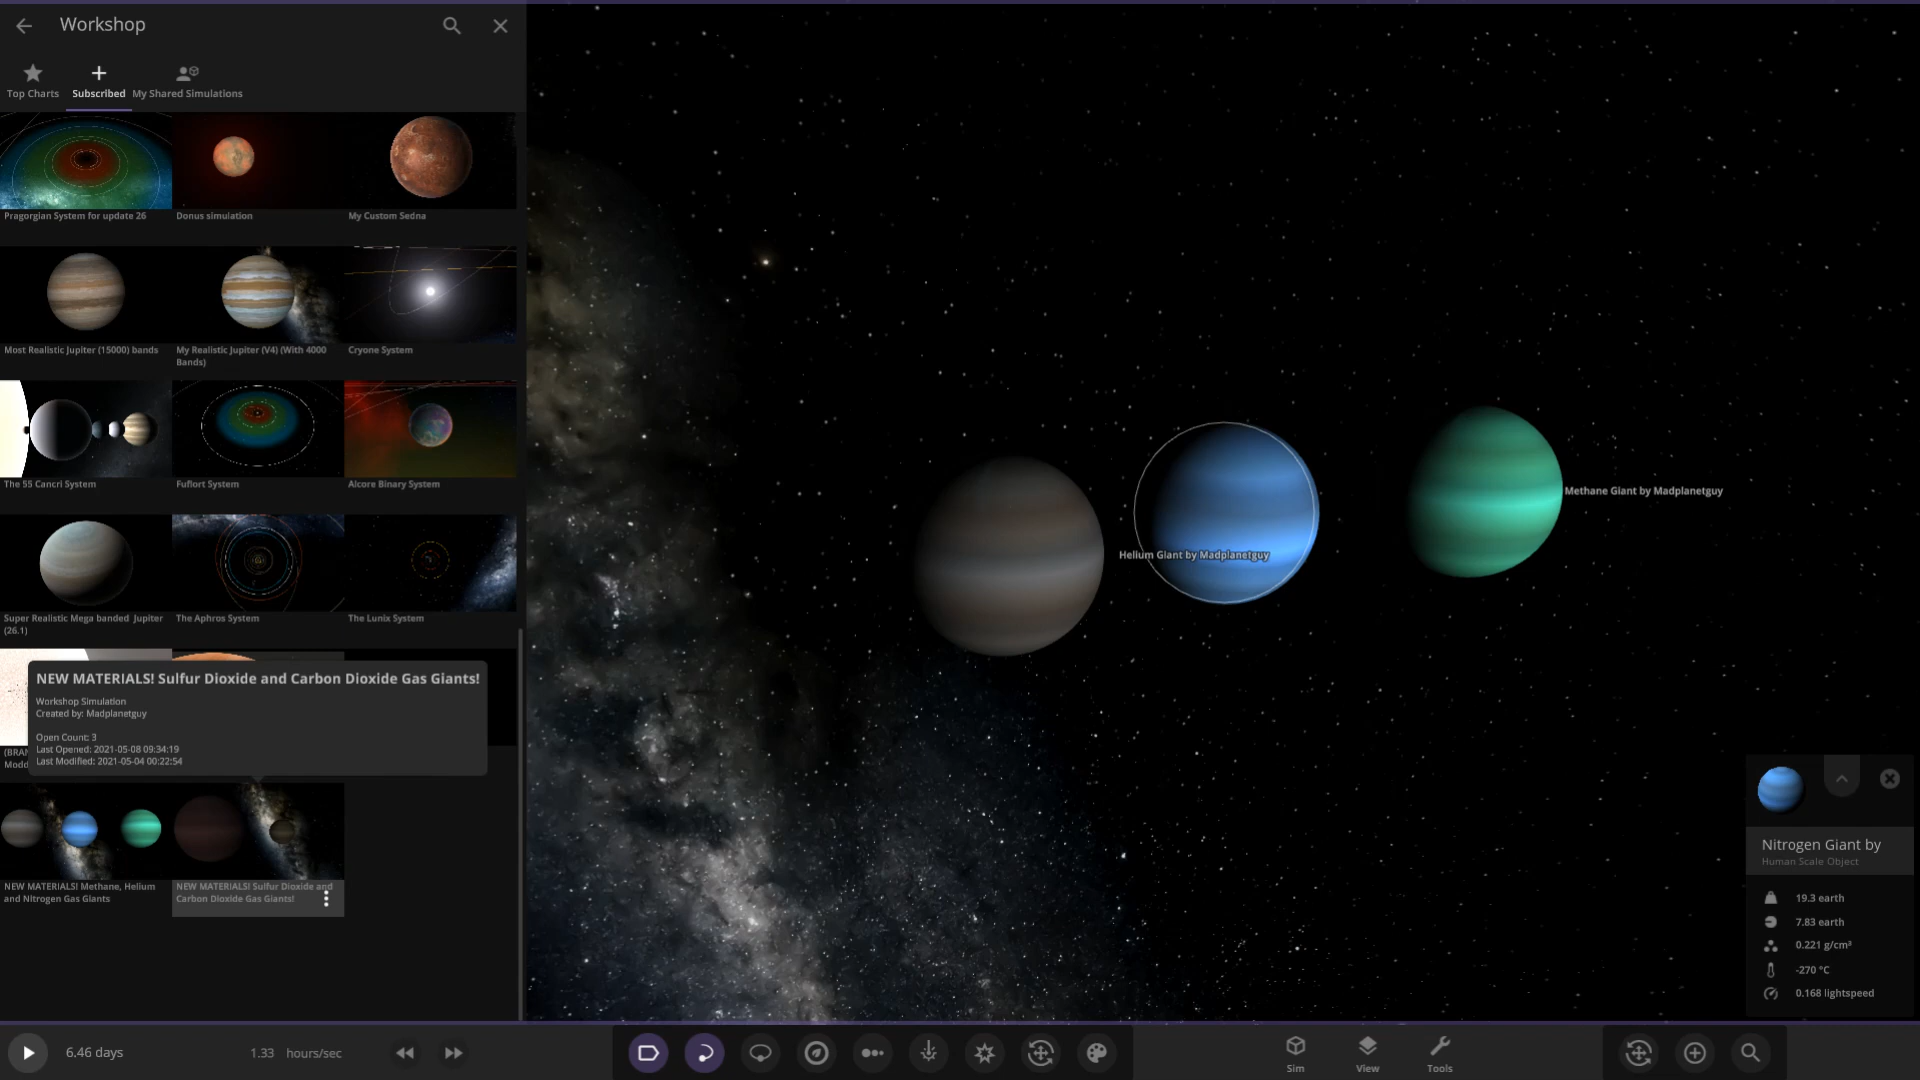 Workshop
Top Charts
Subscribed
My Shared Simulations
Pragorgian System for update 26
Donus simulation
My Custom Sedna
Most Realistic Jupiter (15000) bands
My Realistic Jupiter (V4) (With 4000
Bands)
Cryone System
The 55 Cancri System
Fuflort System
Alcore Binary System
Super Realistic Mega banded Jupiter
(26.1)
The Aphros System
The Lunix System
NEW MATERIALS! Sulfur Dioxide and Carbon Dioxide Gas Giants!
Workshop Simulation
Created by: Madplanetguy
Open Count: 3
Last Opened: 2021-05-08 09:34:19
Last Modified: 2021-05-04 00:22:54
NEW MATERIALS! Methane, Helium
and Nitrogen Gas Giants
NEW MATERIALS! Sulfur Dioxide and
Carbon Dioxide Gas Giants!
Methane Giant by Madplanetguy
Helium Giant by Madplanetguy
Nitrogen Giant by
Human Scale Object
19.3 earth
7.83 earth
0.221 g/cm³
-270 °C
0.168 lightspeed
6.46 days
1.33 hours/sec
Sim
View
Tools